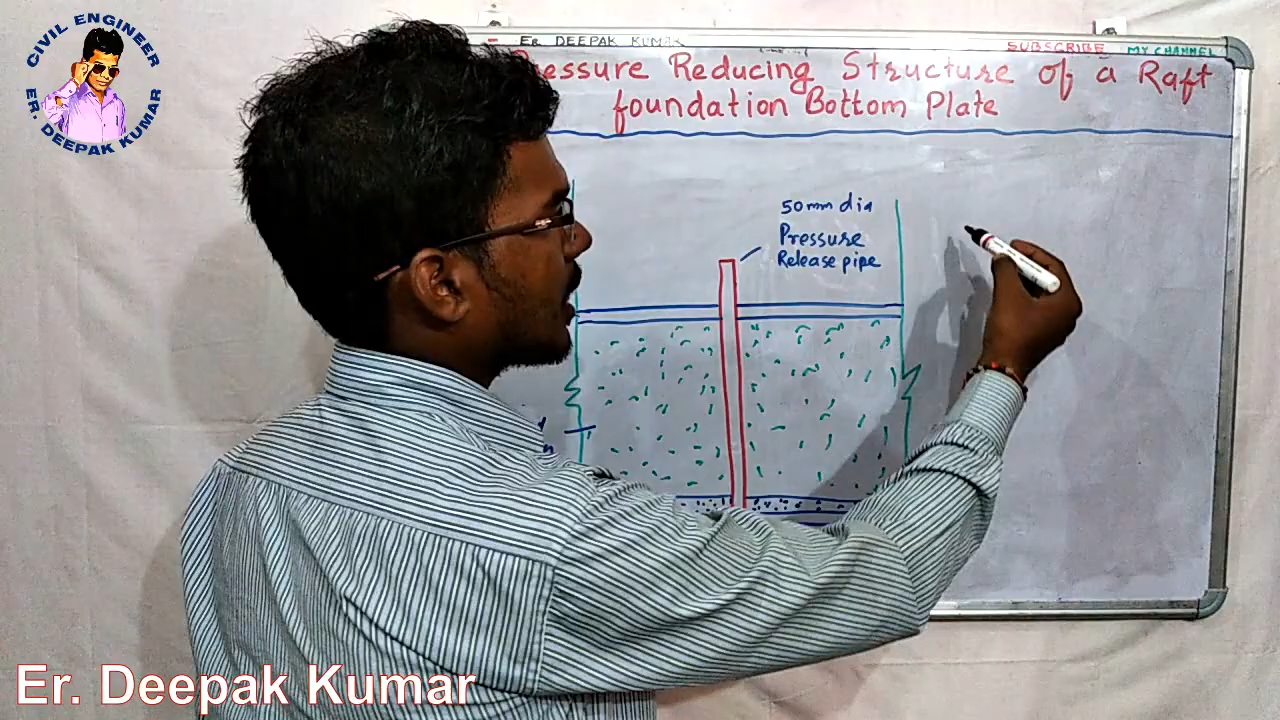 CIVIL ENGINEER
ER. DEEPAK KUMAR
Er. DEEPAK KUMAR
SUBSCRIBE MY CHANNEL
Pressure Reducing Structure of a Raft
foundation Bottom Plate
50mm dia
Pressure
Release pipe
Er. Deepak Kumar